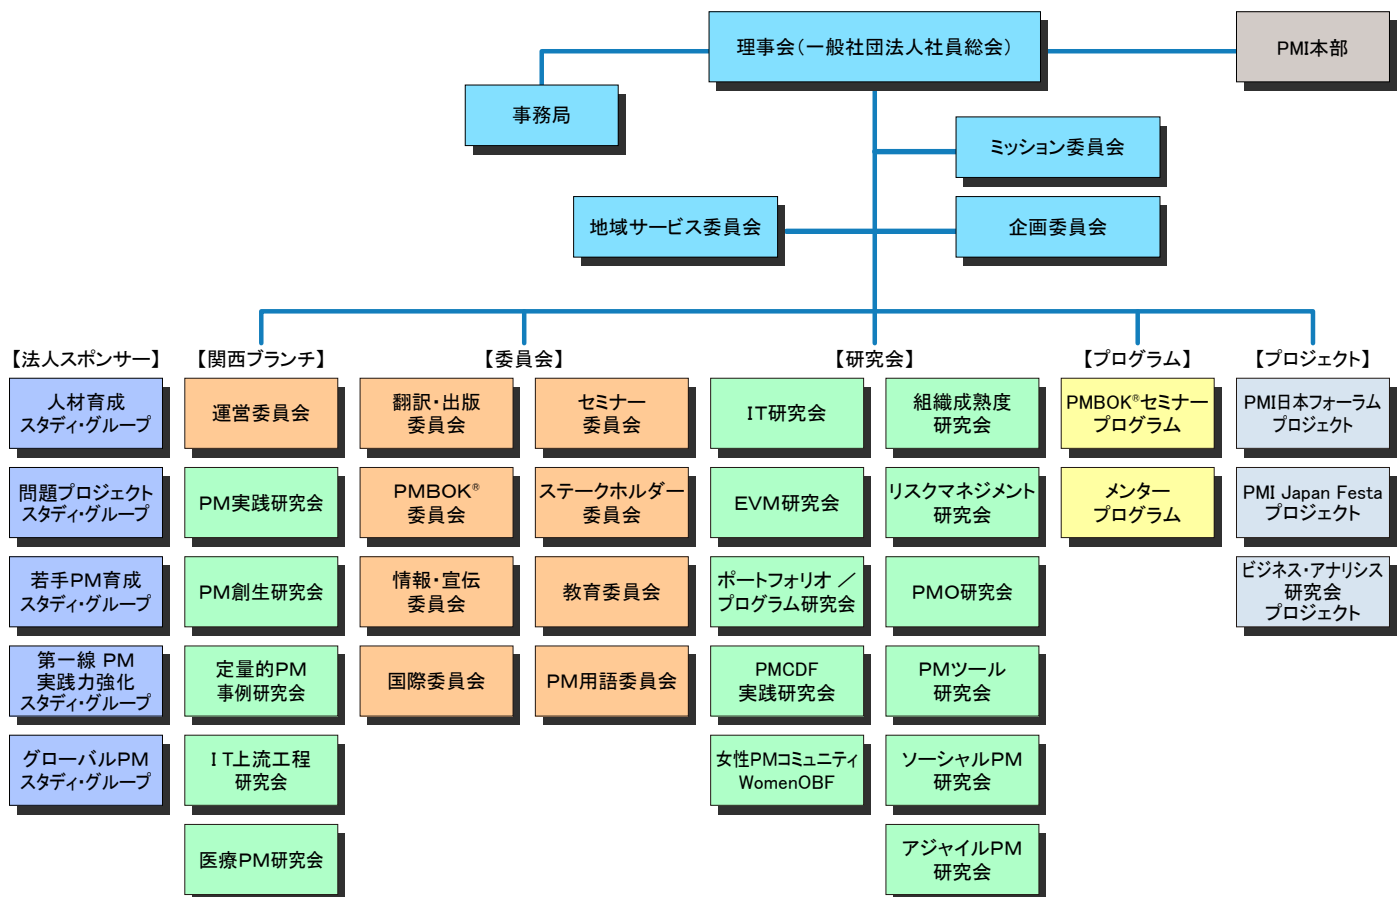 理事会（一般社団法人社員総会）
PMI本部
事務局
ミッション委員会
地域サービス委員会
企画委員会
【法人スポンサー】
人材育成
スタディ・グループ
問題プロジェクト
スタディ・グループ
若手PM育成
スタディ・グループ
第一線 PM
実践力強化
スタディ・グループ
グローバルPM
スタディ・グループ
【関西ブランチ】
運営委員会
PM実践研究会
PM創生研究会
定量的PM
事例研究会
IT上流工程
研究会
医療PM研究会
【委員会】
翻訳・出版
委員会
PMBOK®
委員会
情報・宣伝
委員会
国際委員会
セミナー
委員会
ステークホルダー
委員会
教育委員会
PM用語委員会
【研究会】
IT研究会
EVM研究会
ポートフォリオ ／
プログラム研究会
PMCDF
実践研究会
女性PMコミュニティ
WomenOBF
組織成熟度
研究会
リスクマネジメント
研究会
PMO研究会
PMツール
研究会
ソーシャルPM
研究会
アジャイルPM
研究会
【プログラム】
PMBOK®セミナー
プログラム
メンター
プログラム
【プロジェクト】
PMI日本フォーラム
プロジェクト
PMI Japan Festa
プロジェクト
ビジネス・アナリシス
研究会
プロジェクト